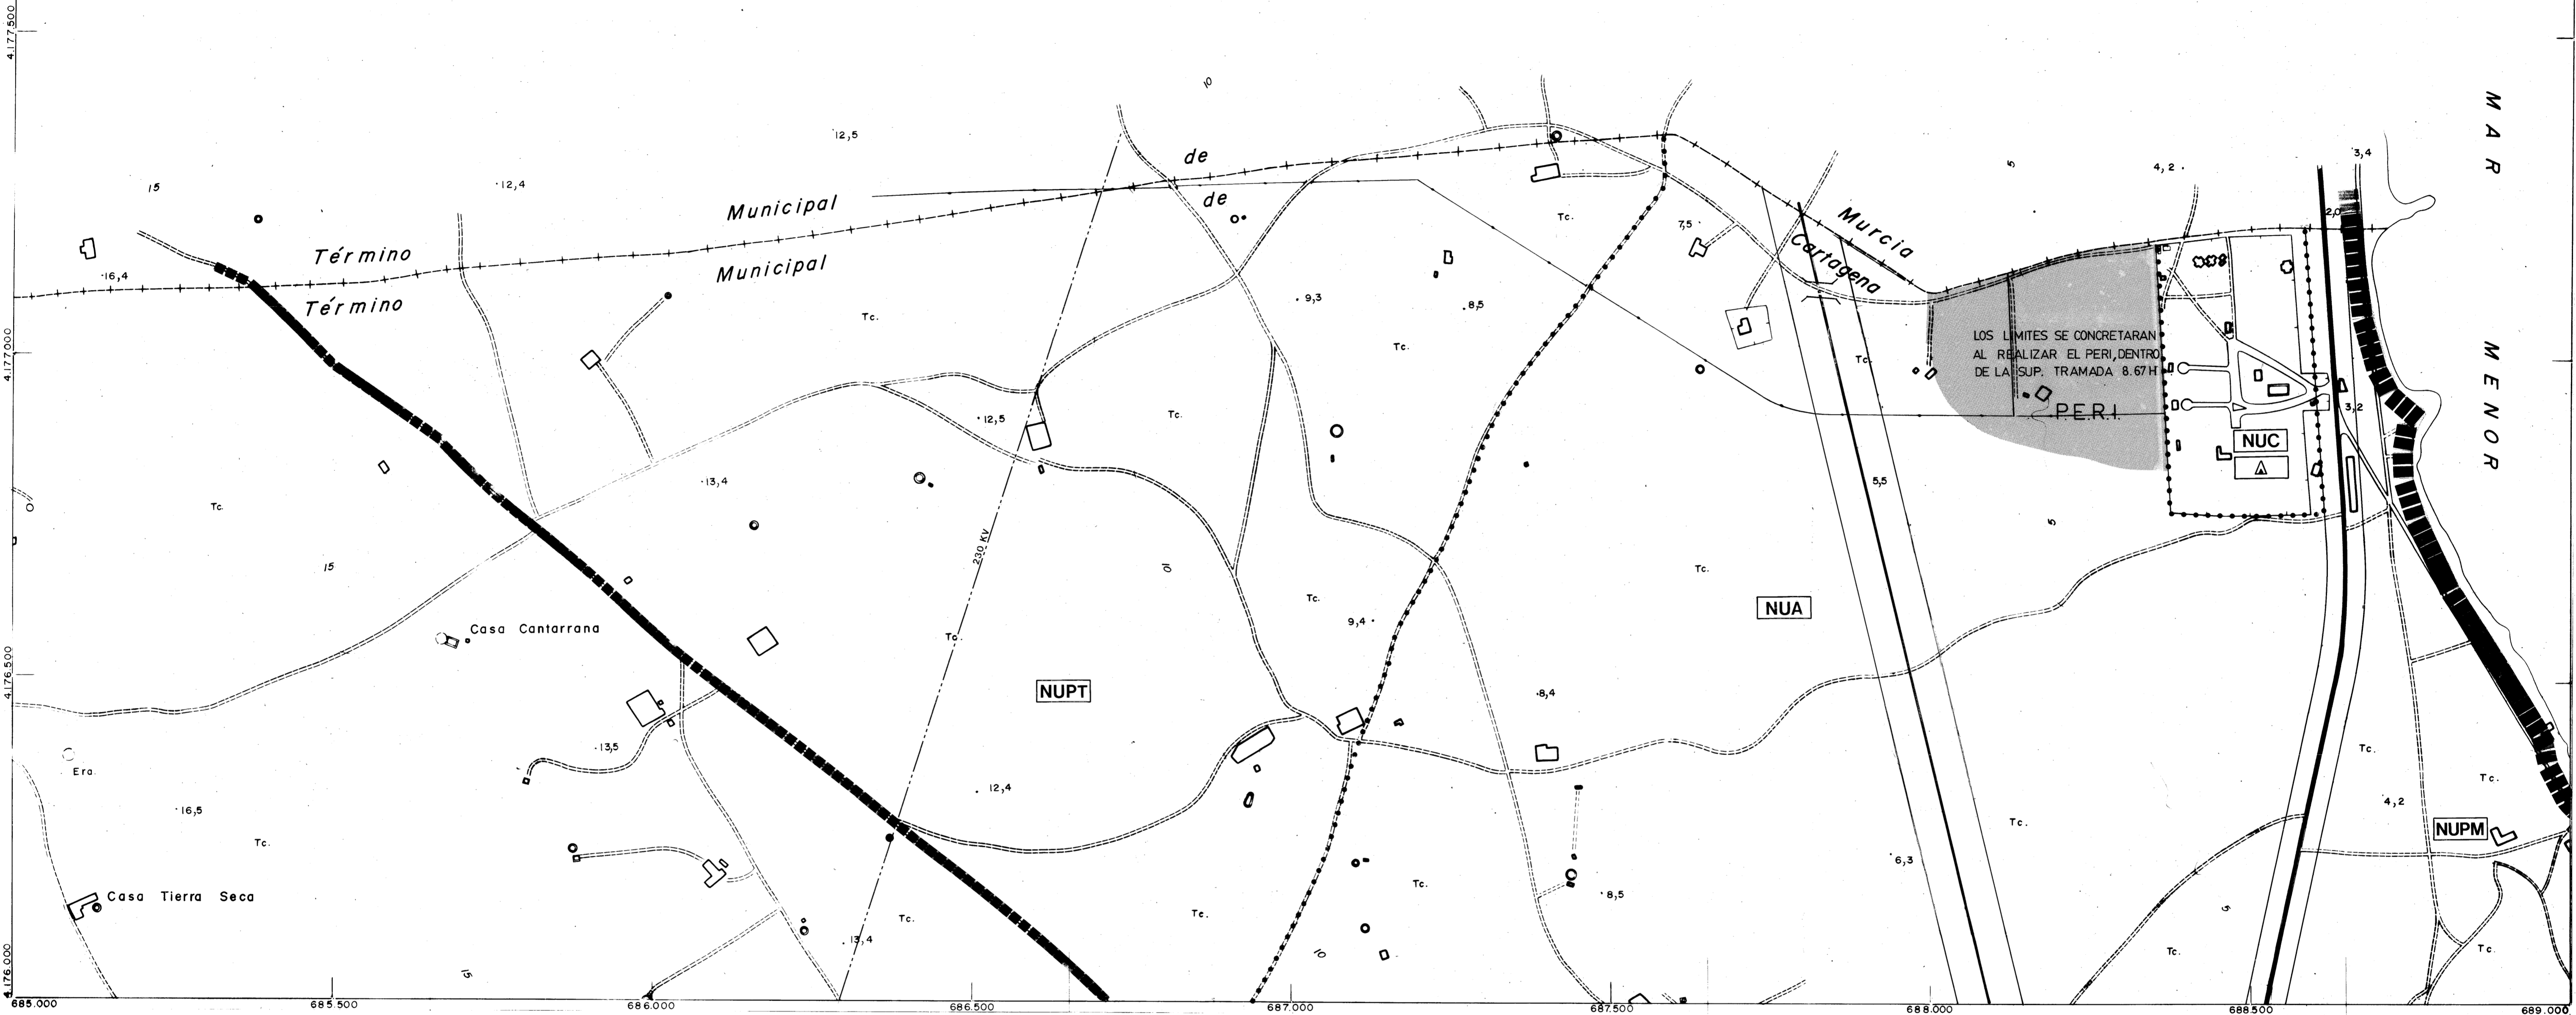 4.177.500
10
12,5
MAR
3,4
4,2
5
15
12,4
de
de
Tc.
2,0
Municipal
Murcia
7,5
Cartagena
Término
Municipal
16,4
Término
9,3
8,5
Tc.
Tc.
4.177.000
MENOR
LOS LIMITES SE CONCRETARAN
AL REALIZAR EL PERI, DENTRO
DE LA SUP. TRAMADA 8.67 H
Tc.
P.E.R.I.
3,2
12,5
Tc.
NUC
13,4
5,5
Tc.
5
230 KV
15
10
Tc.
Tc.
NUA
9,4
Casa Cantarrana
Tc.
4.176.500
NUPT
8,4
13,5
Tc.
Era.
Tc.
12,4
16,5
4,2
Tc.
NUPM
Tc.
6,3
Tc.
8,5
Casa Tierra Seca
5
Tc.
Tc.
13,4
10
Tc.
Tc.
15
4.176.000
685.000
685.500
686.000
686.500
687.000
687.500
688.000
688.500
689.000